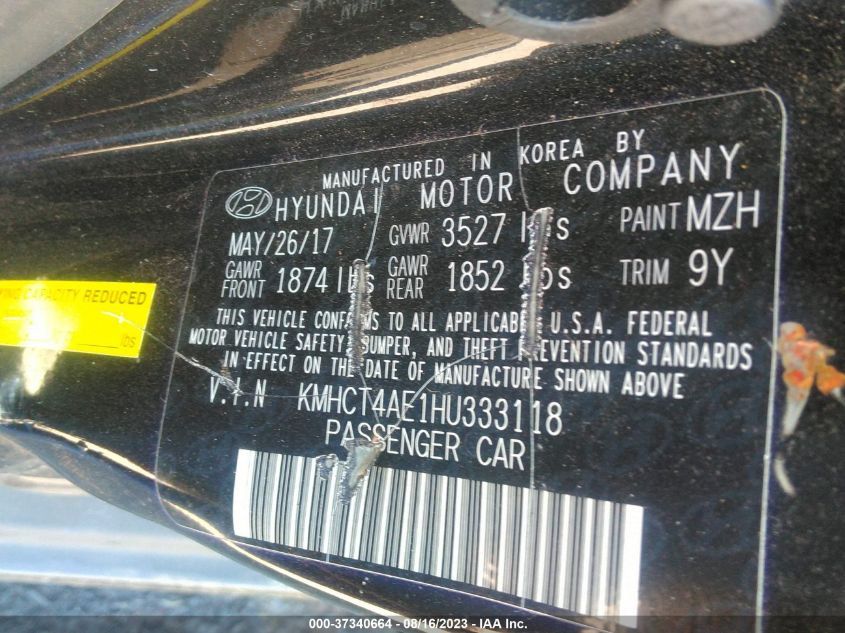 MANUFACTURED IN KOREA BY
HYUNDAI MOTOR COMPANY
MAY/26/17 GVWR 3527 lbs PAINT MZH
GAWR FRONT 1874 lbs GAWR REAR 1852 lbs TRIM 9Y
THIS VEHICLE CONFORMS TO ALL APPLICABLE U.S.A. FEDERAL
MOTOR VEHICLE SAFETY, BUMPER, AND THEFT PREVENTION STANDARDS
IN EFFECT ON THE DATE OF MANUFACTURE SHOWN ABOVE
V.I.N KMHCT4AE1HU333118
PASSENGER CAR
CAPACITY REDUCED
lbs
000-37340664 - 08/16/2023 - IAA Inc.